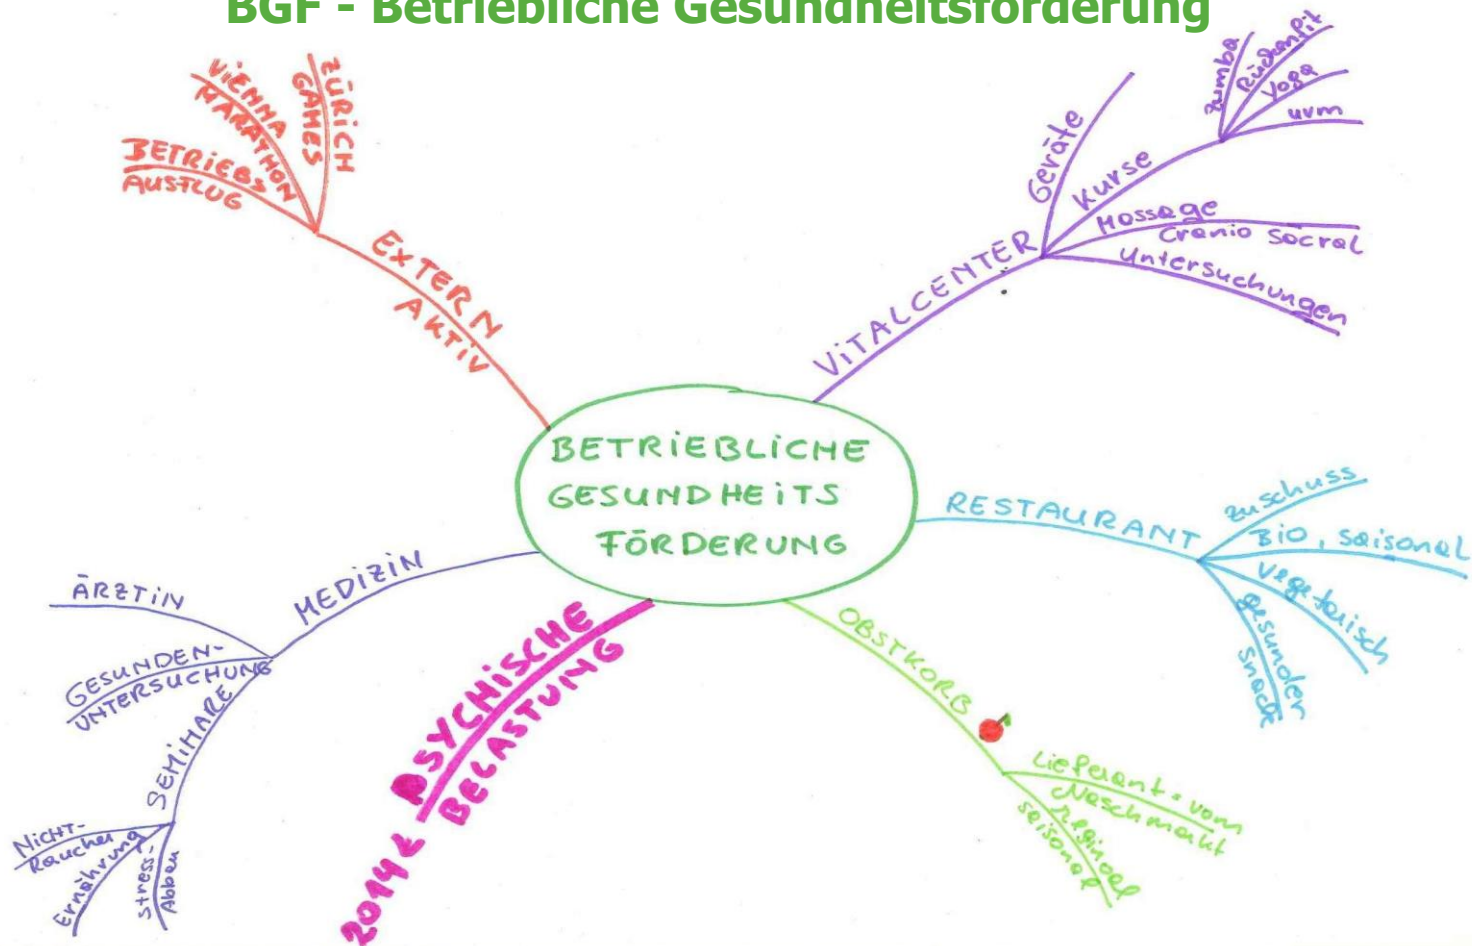 BGF - Betriebliche Gesundheitsförderung
BETRIEBLICHE
GESUNDHEITS
FÖRDERUNG
EXTERN
AKTIV
BETRIEBS
AUSFLUG
VIENNA
MARATHON
ZÜRICH
GAMES
VITALCENTER
Geräte
Kurse
Zumba
Rückenfit
Yoga
uvm
Massage
Cranio Sacral
Untersuchungen
RESTAURANT
Zuschuss
Bio, saisonal
Vegetarisch
gesunder
Snack
OBSTKORB
Lieferant vom
Naschmarkt
saisonal
PSYCHISCHE
BELASTUNG
MEDIZIN
ÄRZTIN
GESUNDEN-
UNTERSUCHUNG
SEMINARE
NICHT-
Raucher
Ernährung
Stress-
Abbau